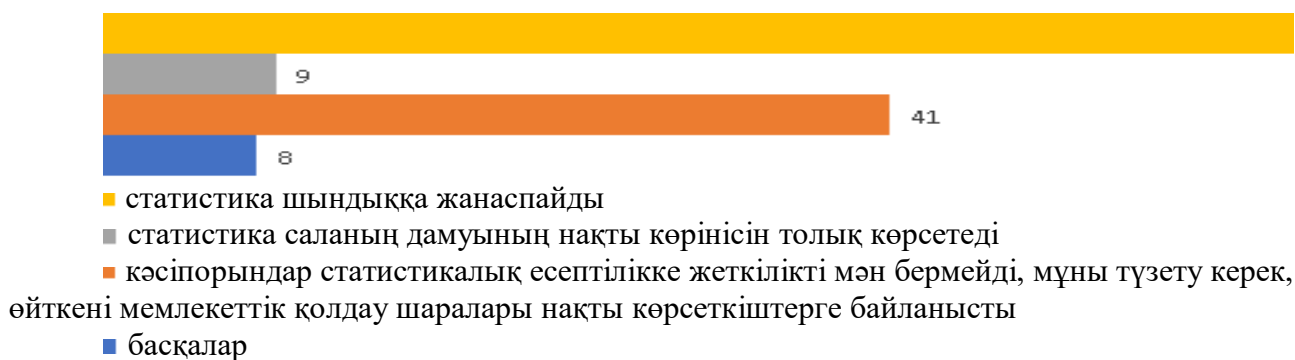 9
41
8
статистика шындыққа жанаспайды
статистика саланың дамуының нақты көрінісін толық көрсетеді
кәсіпорындар статистикалық есептілікке жеткілікті мән бермейді, мұны түзету керек,
өйткені мемлекеттік қолдау шаралары нақты көрсеткіштерге байланысты
басқалар